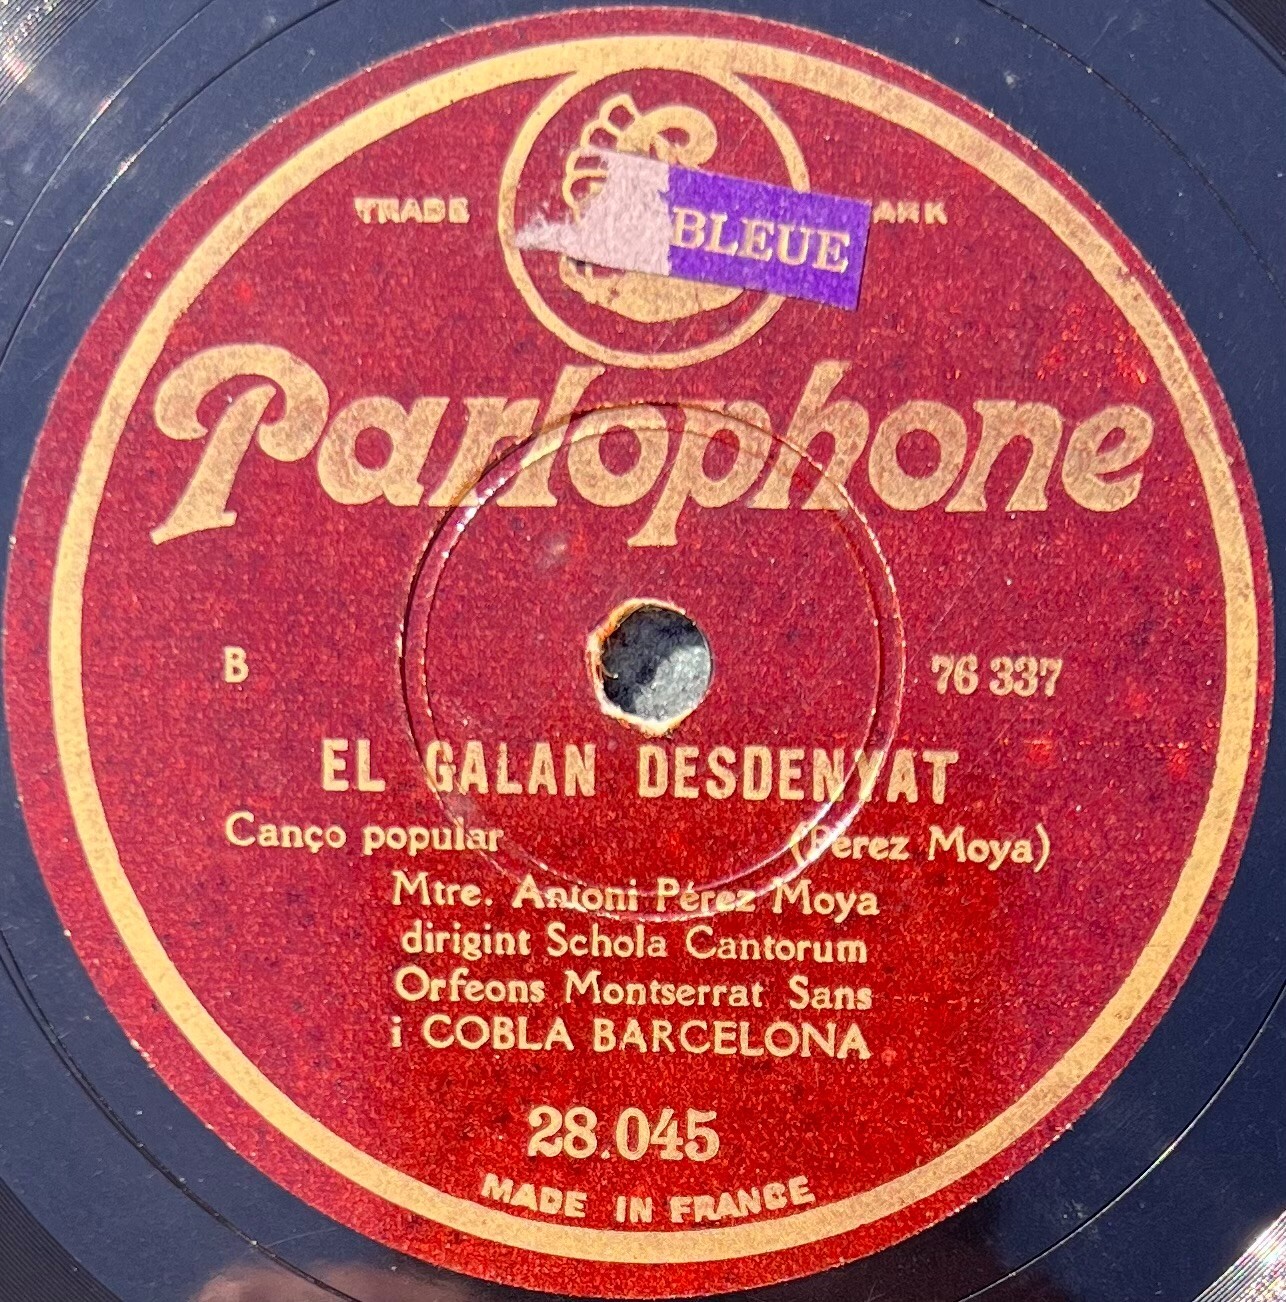 TRADE ARK
BLEUE
Parlophone
B 76 337
EL GALAN DESDENYAT
Canço popular (Perez Moya)
Mtre. Antoni Pérez Moya
dirigint Schola Cantorum
Orfeons Montserrat Sans
i COBLA BARCELONA
28.045
MADE IN FRANCE